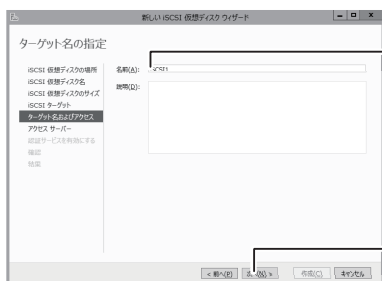 新しい iSCSI 仮想ディスク ウィザード
ターゲット名の指定
iSCSI 仮想ディスクの場所
iSCSI 仮想ディスク名
iSCSI 仮想ディスクのサイズ
iSCSI ターゲット
ターゲット名およびアクセス
アクセス サーバー
認証サービスを有効にする
確認
結果
名前(A):
説明(D):
< 前へ(P)
作成(C)
キャンセル